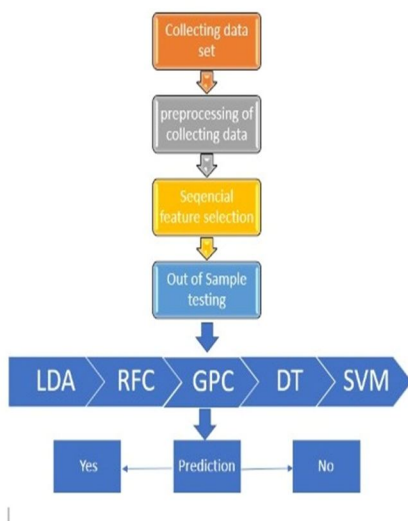 Collecting data
set
preprocessing of
collecting data
Seqencial
feature selection
Out of Sample
testing
LDA RFC GPC DT SVM
Yes Prediction No